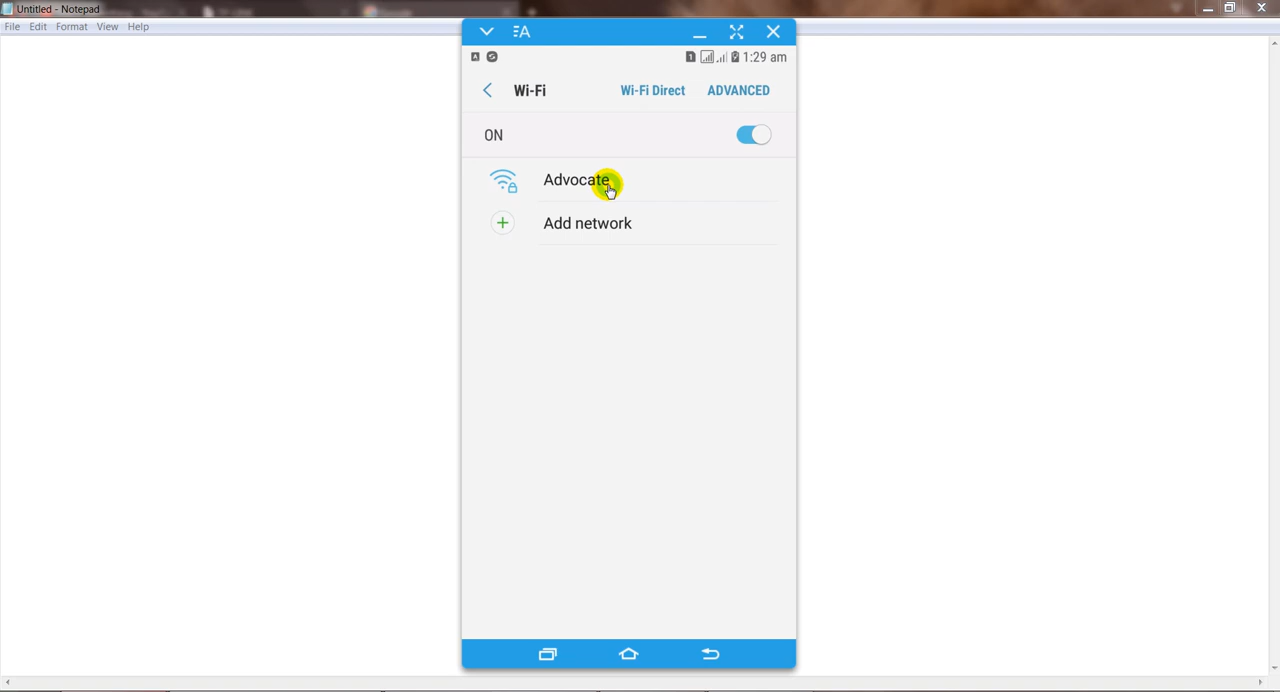 Untitled - Notepad
File Edit Format View Help
A
1:29 am
Wi-Fi Wi-Fi Direct ADVANCED
ON
Advocate
Add network